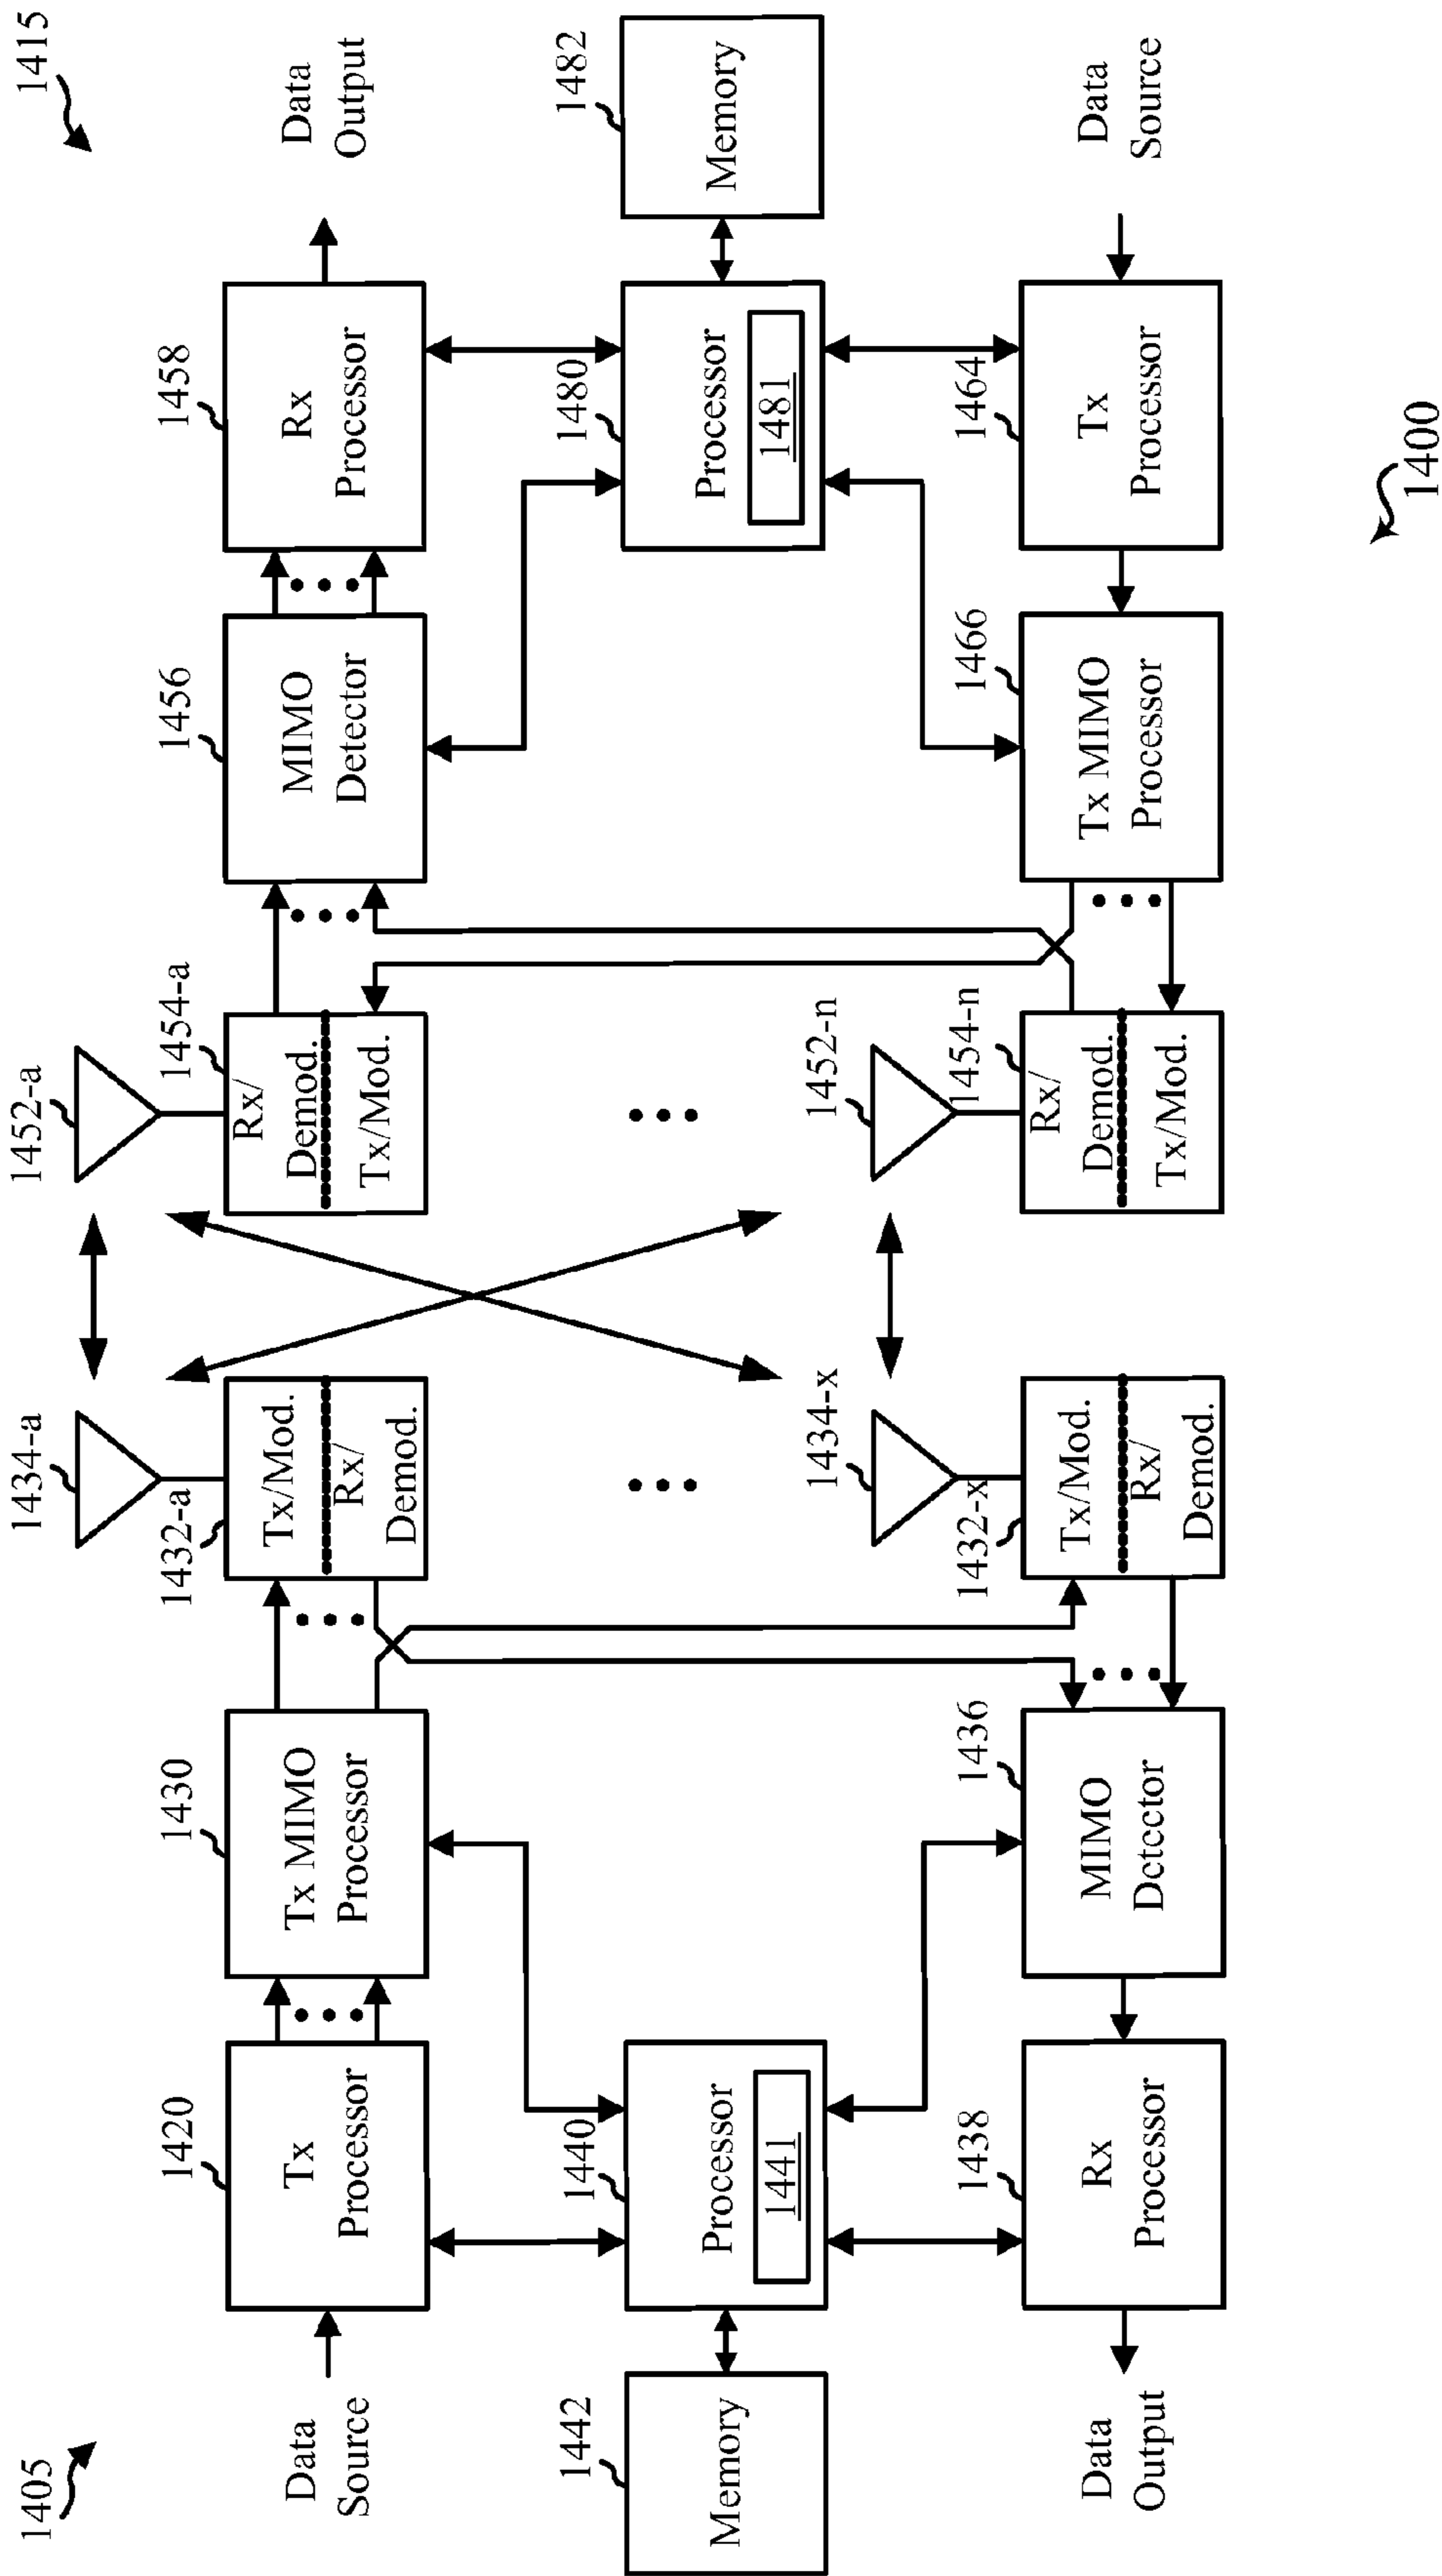 1405
1415
1434-a
1452-a
Data
Source
1420
Tx
Processor
1430
Tx MIMO
Processor
1432-a
Tx/Mod.
Rx/
Demod.
1454-a
Rx/
Demod.
Tx/Mod.
1456
MIMO
Detector
1458
Rx
Processor
Data
Output
1442
Memory
1440
Processor
1441
1480
Processor
1481
1482
Memory
1434-x
1452-n
Data
Output
1438
Rx
Processor
1436
MIMO
Detector
1432-x
Tx/Mod.
Rx/
Demod.
1454-n
Rx/
Demod.
Tx/Mod.
1466
Tx MIMO
Processor
1464
Tx
Processor
Data
Source
1400